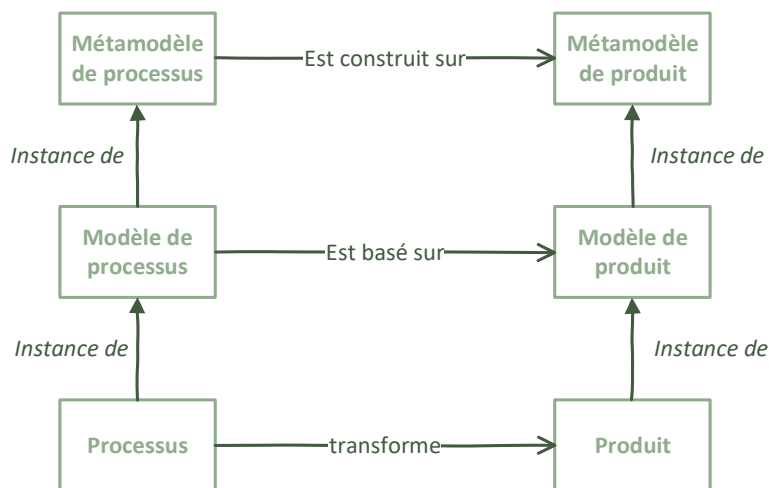 Métamodèle
de processus
Est construit sur
Métamodèle
de produit
Instance de
Instance de
Modèle de
processus
Est basé sur
Modèle de
produit
Instance de
Instance de
Processus
transforme
Produit